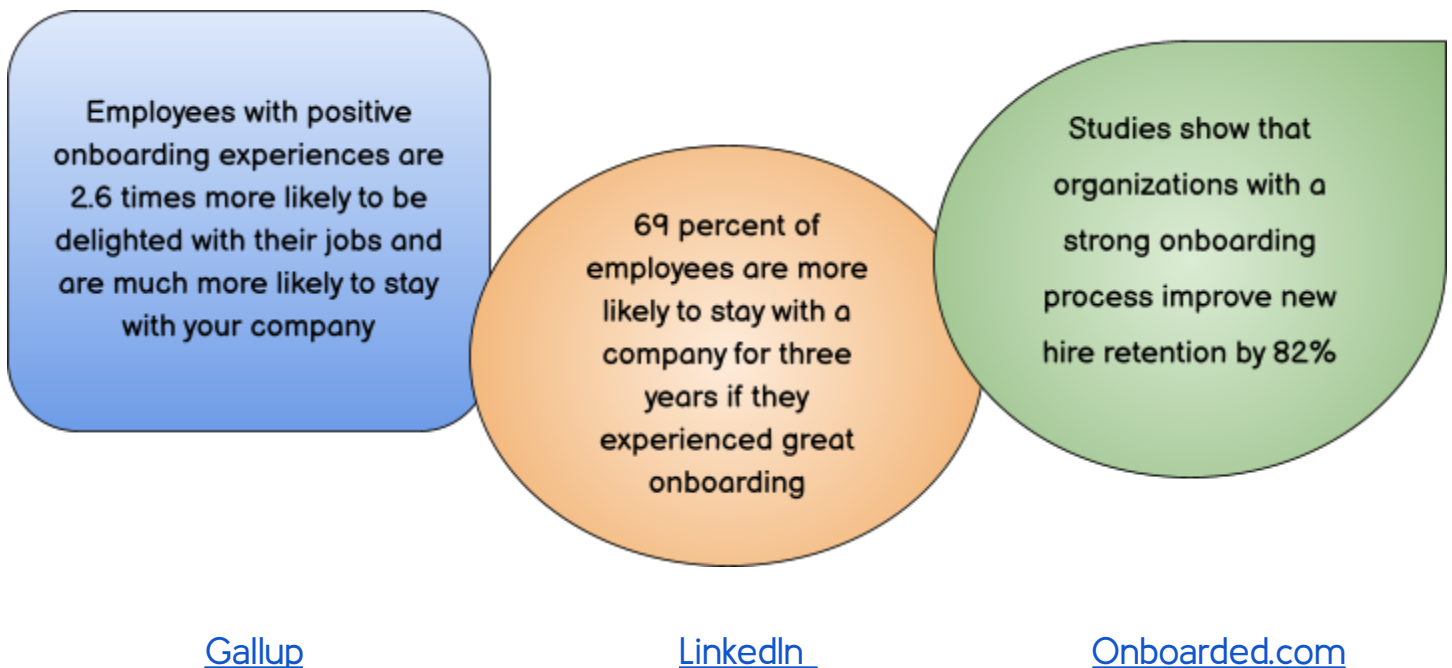 Employees with positive
onboarding experiences are
2.6 times more likely to be
delighted with their jobs and
are much more likely to stay
with your company
69 percent of
employees are more
likely to stay with a
company for three
years if they
experienced great
onboarding
Studies show that
organizations with a
strong onboarding
process improve new
hire retention by 82%
Gallup
LinkedIn
Onboarded.com